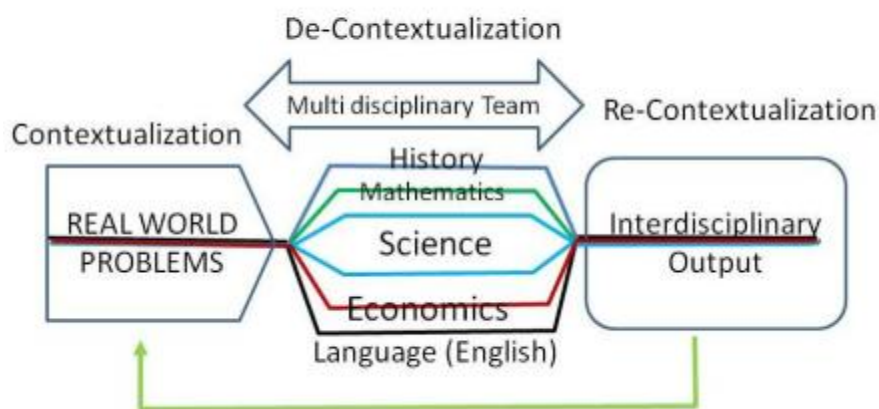 De-Contextualization
Multi disciplinary Team
Contextualization
Re-Contextualization
History
Mathematics
REAL WORLD
PROBLEMS
Science
Interdisciplinary
Output
Economics
Language (English)